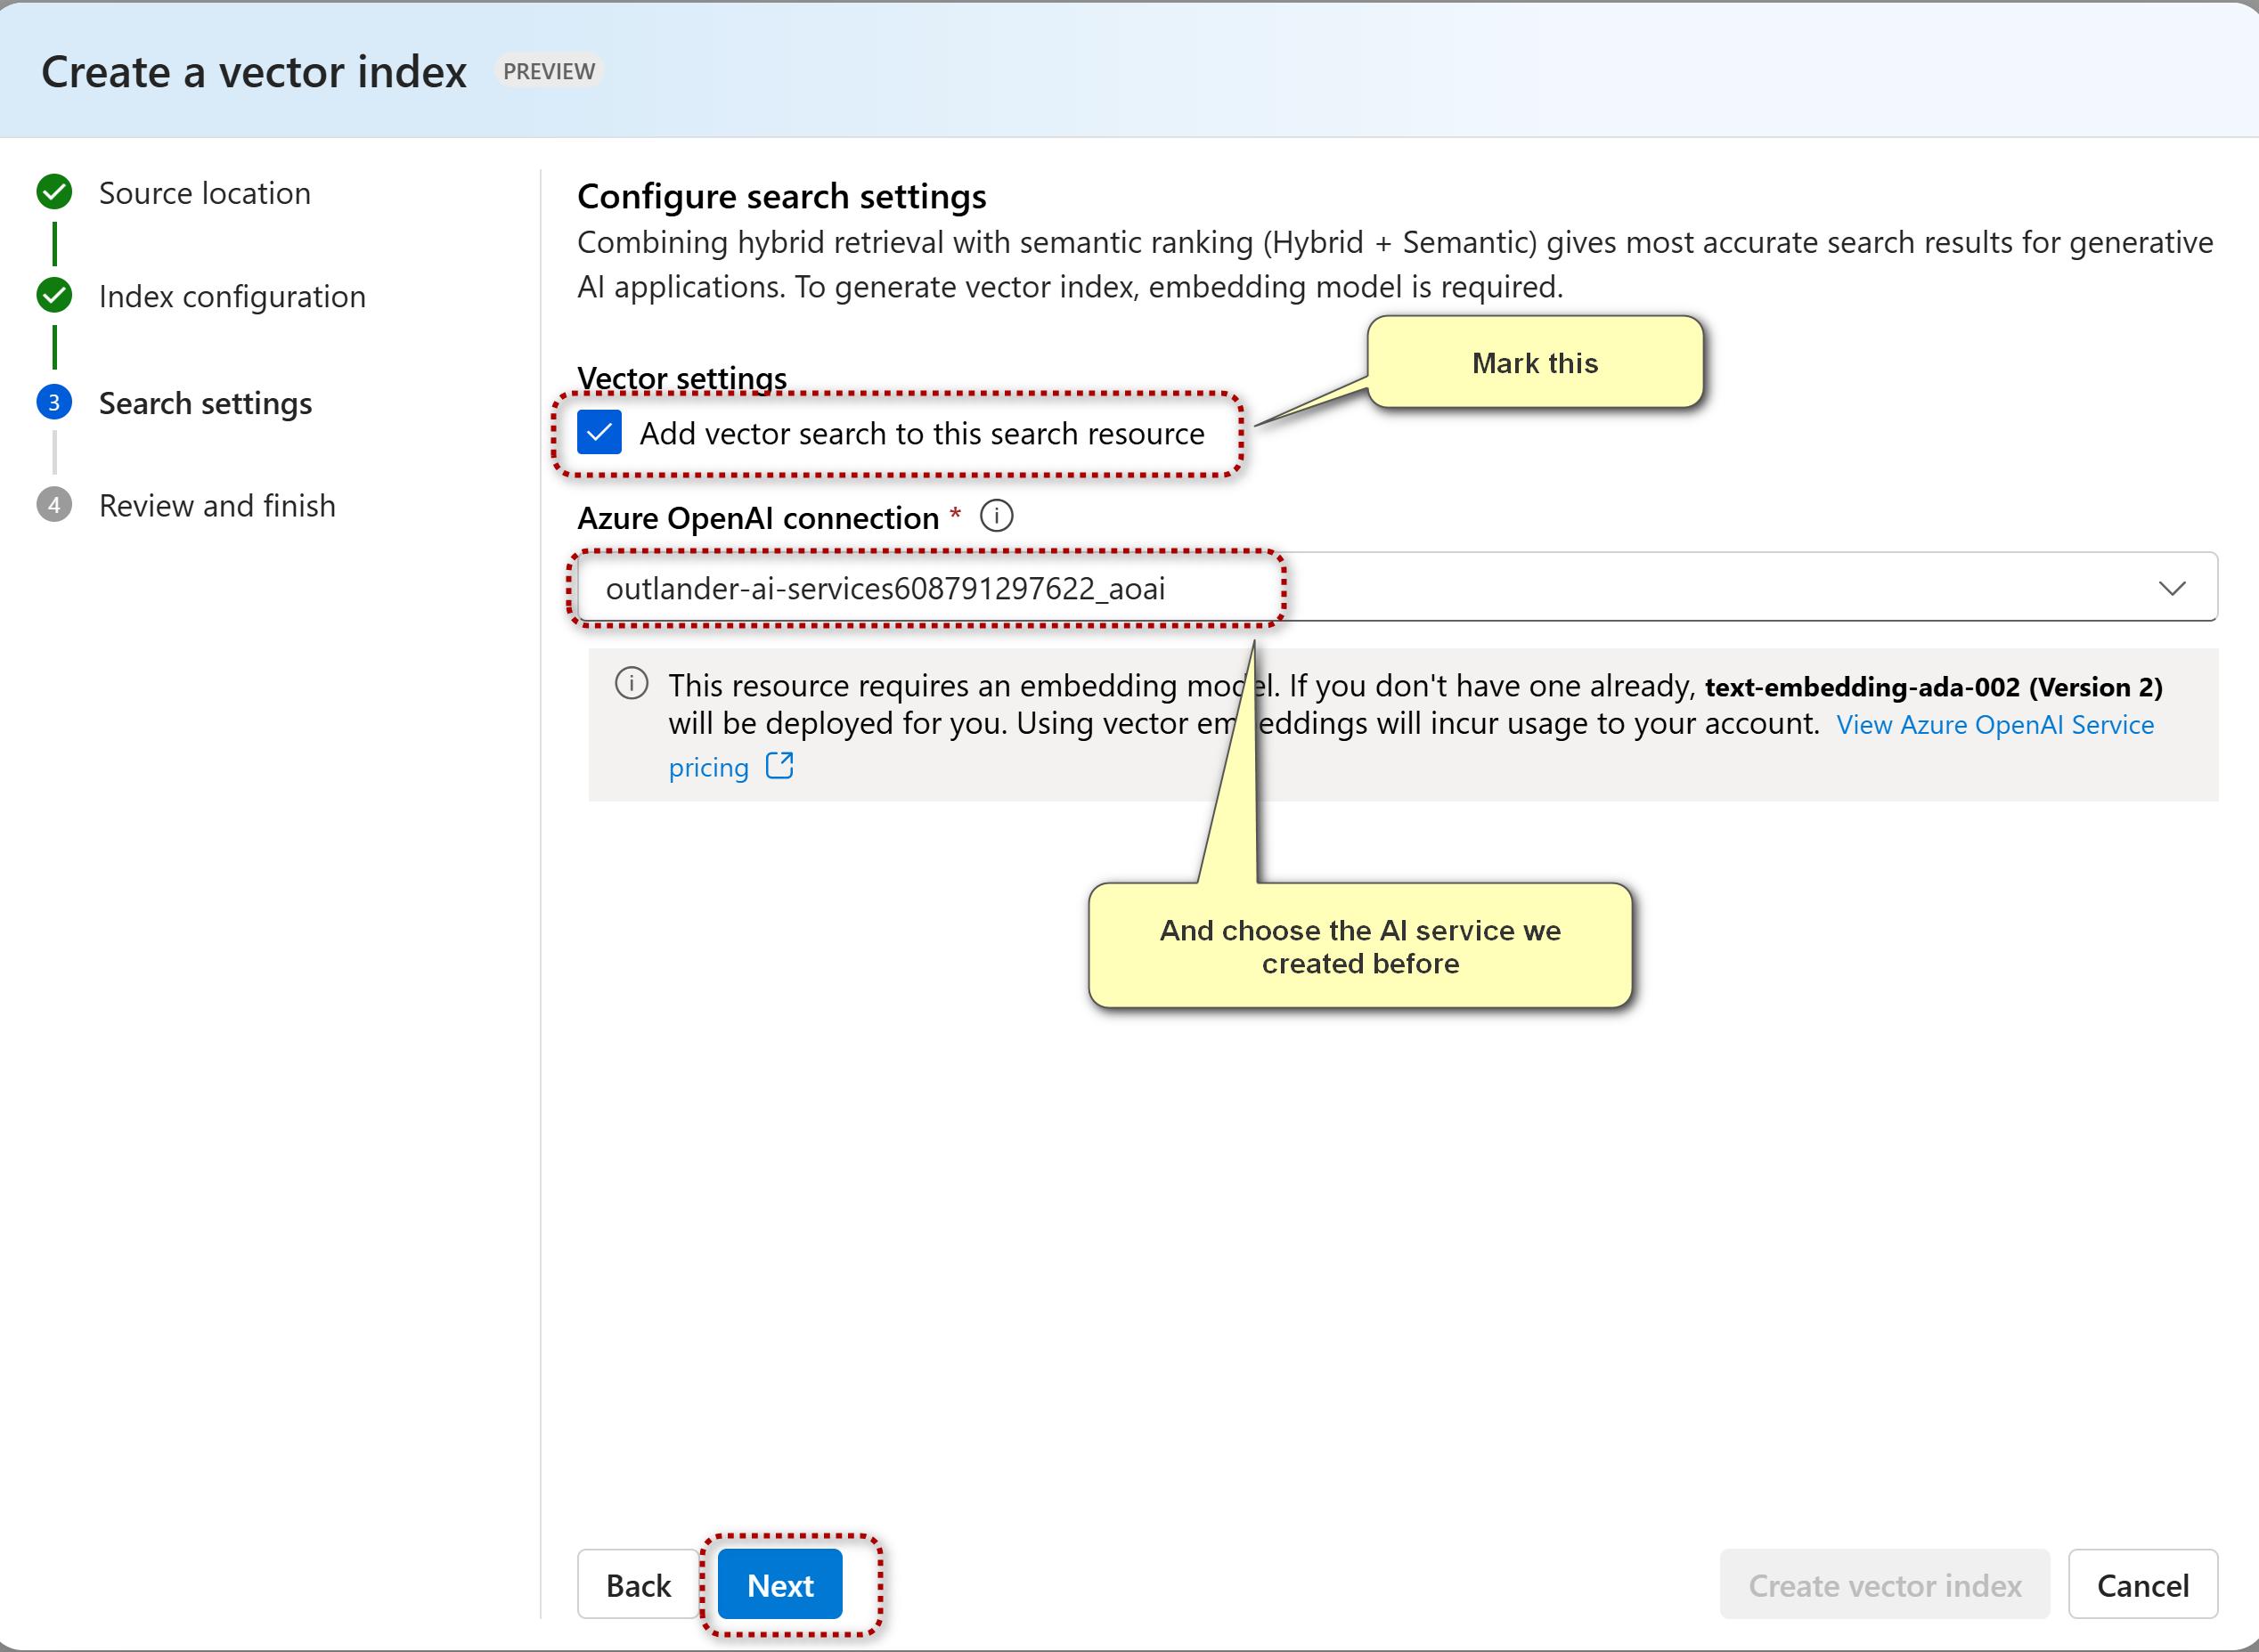 Create a vector index PREVIEW
Source location
Index configuration
3 Search settings
4 Review and finish
Configure search settings
Combining hybrid retrieval with semantic ranking (Hybrid + Semantic) gives most accurate search results for generative
AI applications. To generate vector index, embedding model is required.
Mark this
Vector settings
Add vector search to this search resource
Azure OpenAI connection *
outlander-ai-services608791297622_aoai
This resource requires an embedding model. If you don't have one already, text-embedding-ada-002 (Version 2)
will be deployed for you. Using vector embeddings will incur usage to your account. View Azure OpenAI Service
pricing
And choose the AI service we
created before
Back Next Create vector index Cancel